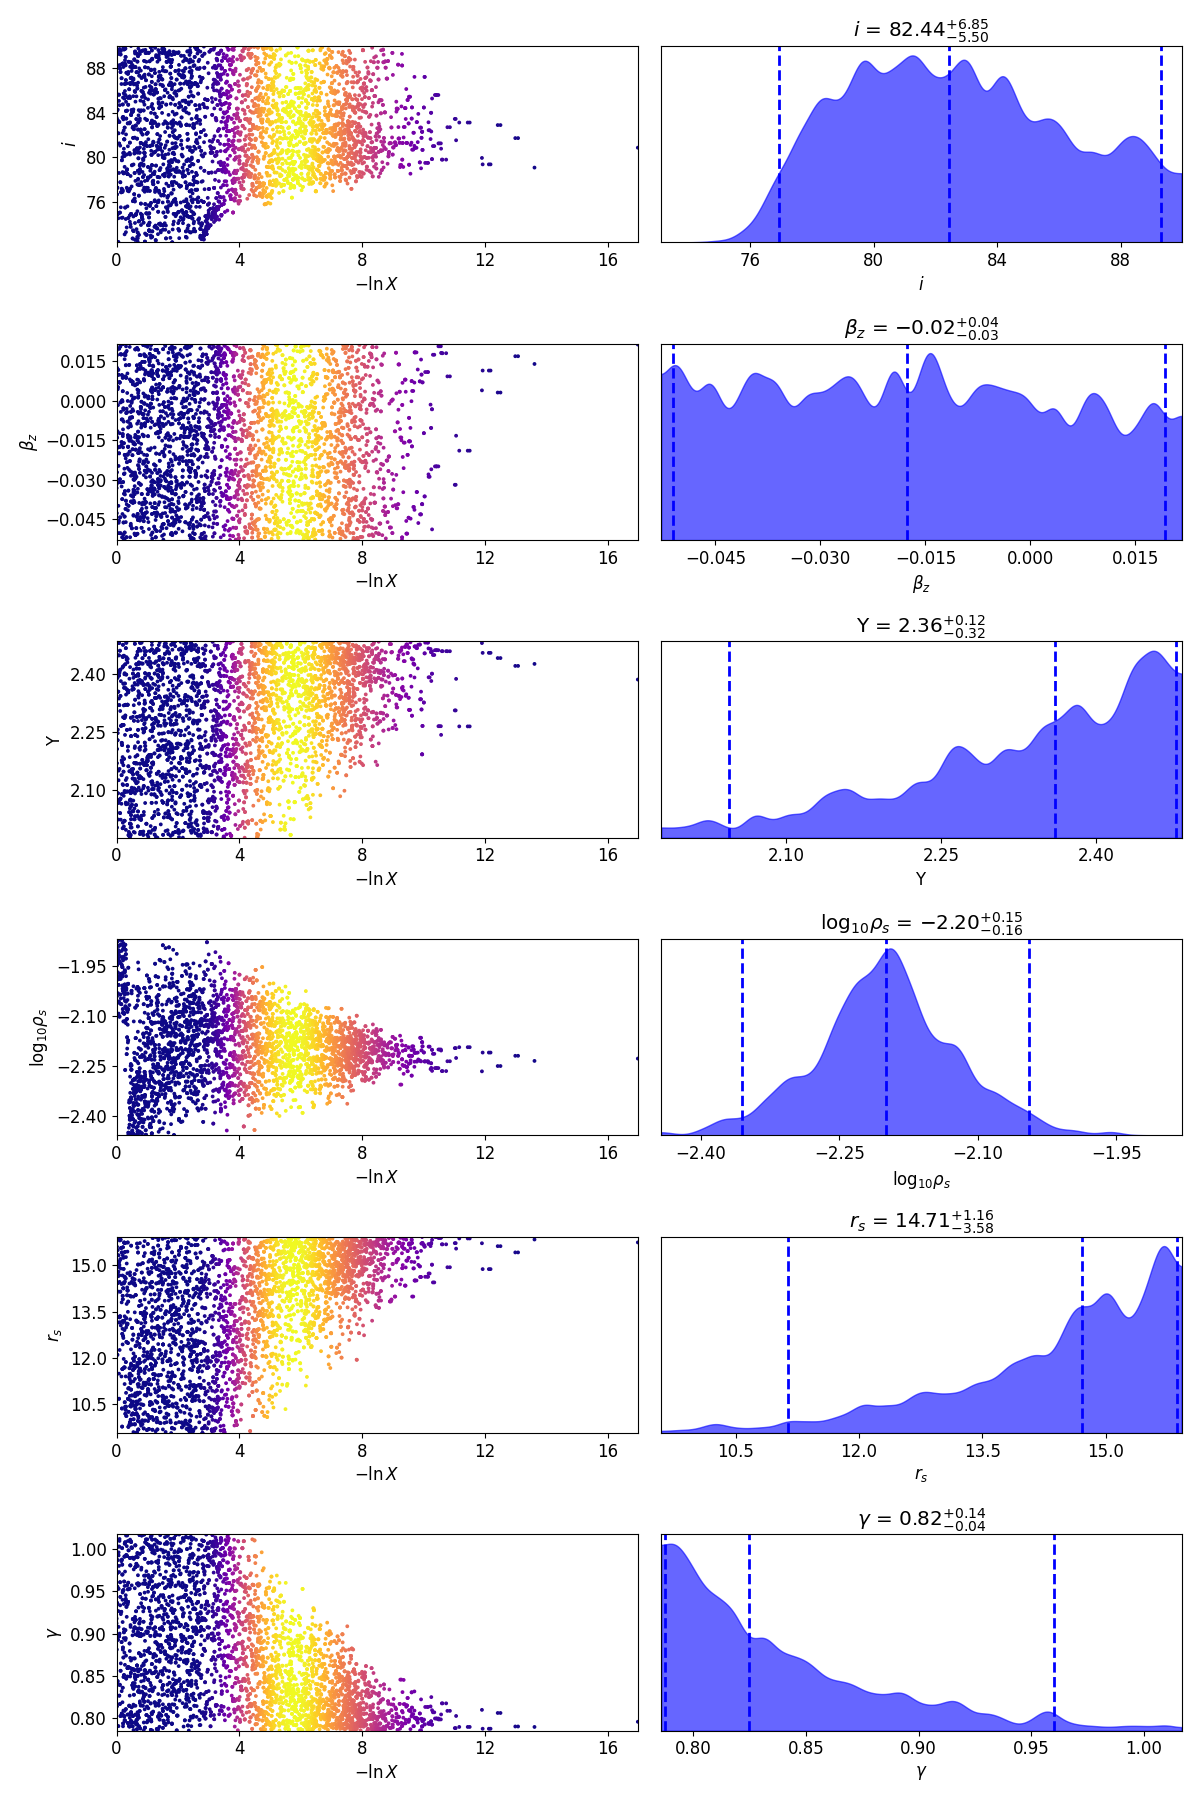 i = 82.44+6.85−5.50
88
84
80
76
i
0 4 8 12 16
−ln X
76 80 84 88
i
βz = −0.02+0.04−0.03
0.015
0.000
−0.015
−0.030
−0.045
βz
0 4 8 12 16
−ln X
−0.045 −0.030 −0.015 0.000 0.015
βz
Y = 2.36+0.12−0.32
2.40
2.25
2.10
Y
0 4 8 12 16
−ln X
2.10 2.25 2.40
Y
log10ρs = −2.20+0.15−0.16
−1.95
−2.10
−2.25
−2.40
log10ρs
0 4 8 12 16
−ln X
−2.40 −2.25 −2.10 −1.95
log10ρs
rs = 14.71+1.16−3.58
15.0
13.5
12.0
10.5
rs
0 4 8 12 16
−ln X
10.5 12.0 13.5 15.0
rs
γ = 0.82+0.14−0.04
1.00
0.95
0.90
0.85
0.80
γ
0 4 8 12 16
−ln X
0.80 0.85 0.90 0.95 1.00
γ